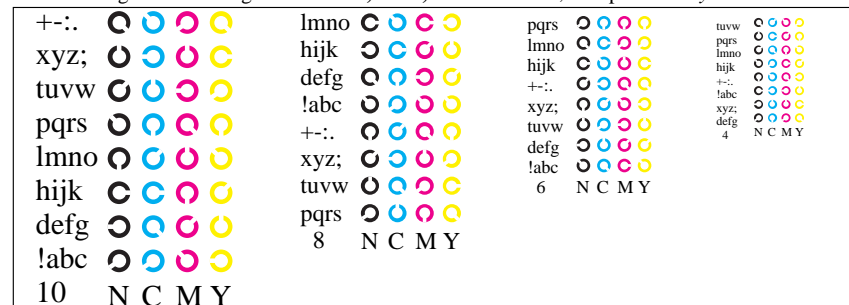 +-:.
xyz;
tuvw
pqrs
lmno
hijk
defg
!abc
10 N C M Y
lmno
hijk
defg
!abc
+-:.
xyz;
tuvw
pqrs
8 N C M Y
pqrs
lmno
hijk
+-:.
xyz;
tuvw
defg
!abc
6 N C M Y
tuvw
pqrs
lmno
hijk
+-:.
!abc
xyz;
defg
4 N C M Y